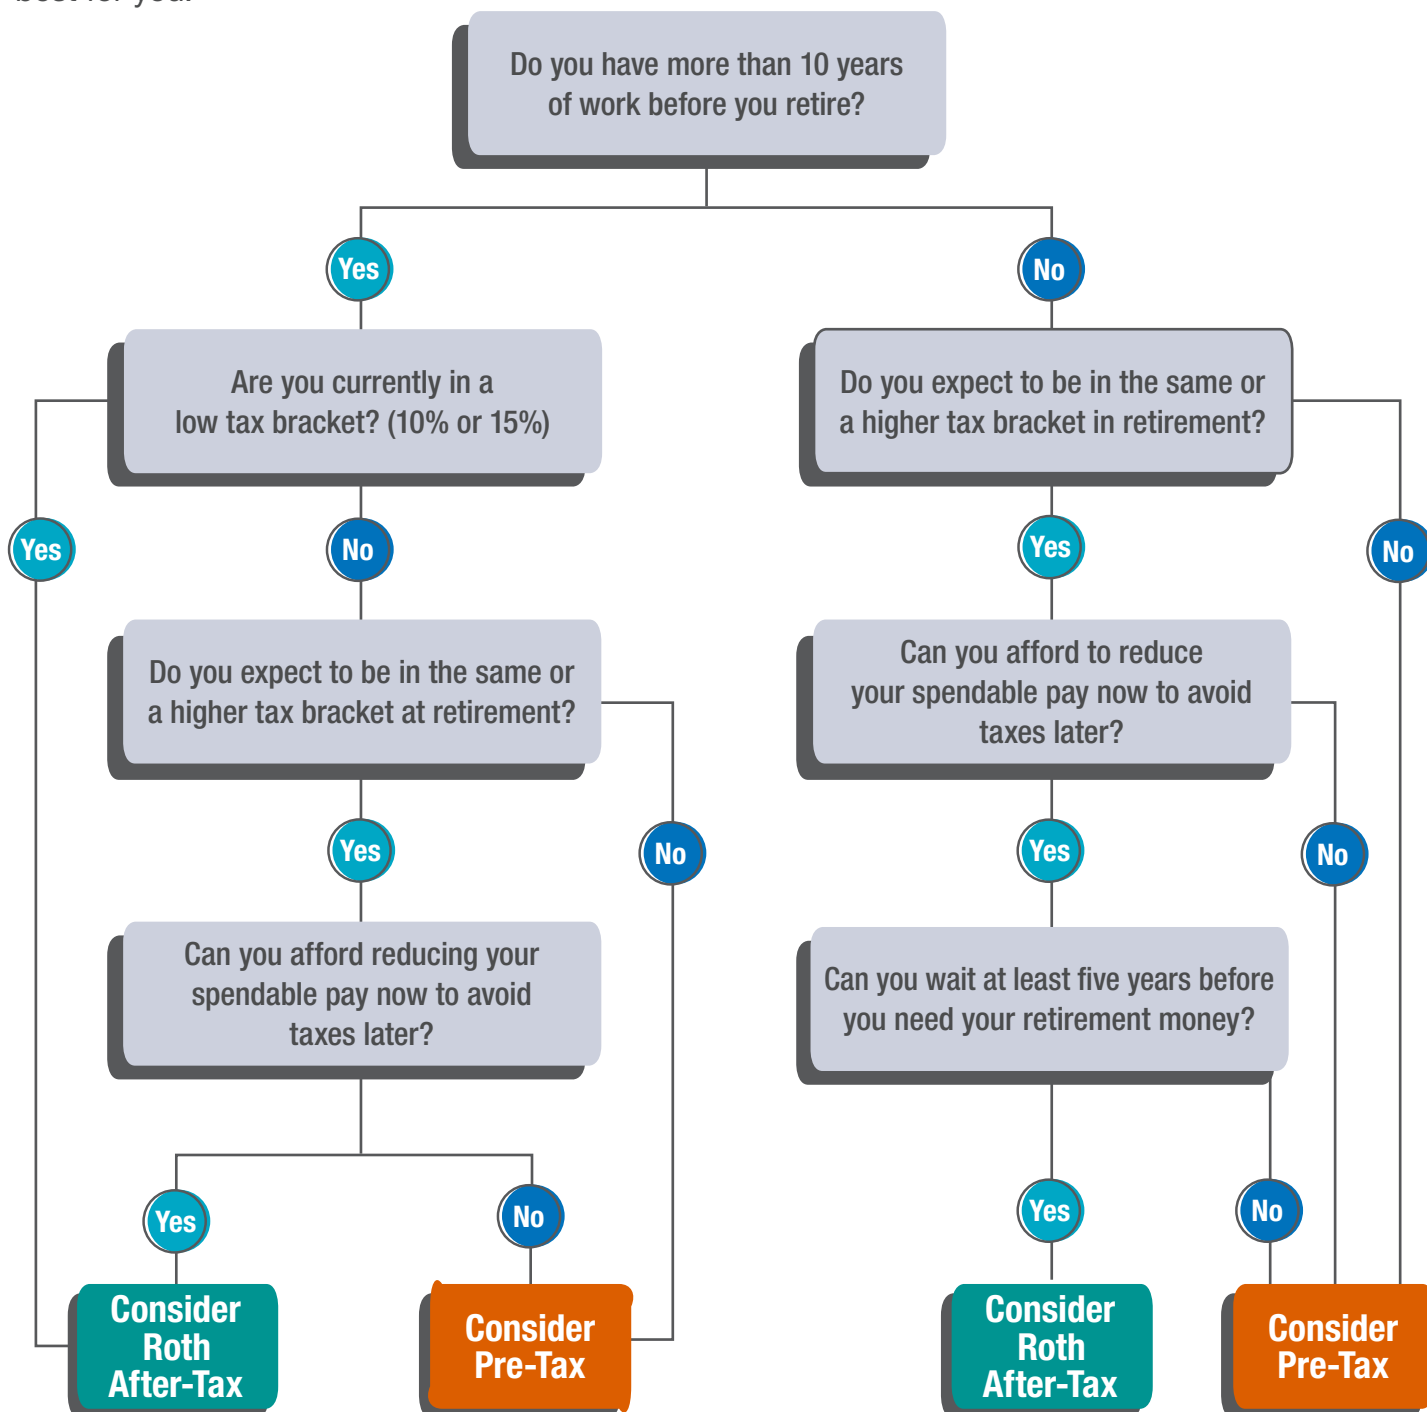 best for you.
Do you have more than 10 years
of work before you retire?
Yes
No
Are you currently in a
low tax bracket? (10% or 15%)
Do you expect to be in the same or
a higher tax bracket in retirement?
Yes
No
Yes
No
Do you expect to be in the same or
a higher tax bracket at retirement?
Can you afford to reduce
your spendable pay now to avoid
taxes later?
Yes
No
Yes
No
Can you afford reducing your
spendable pay now to avoid
taxes later?
Can you wait at least five years before
you need your retirement money?
Yes
No
Yes
No
Consider
Roth
After-Tax
Consider
Pre-Tax
Consider
Roth
After-Tax
Consider
Pre-Tax